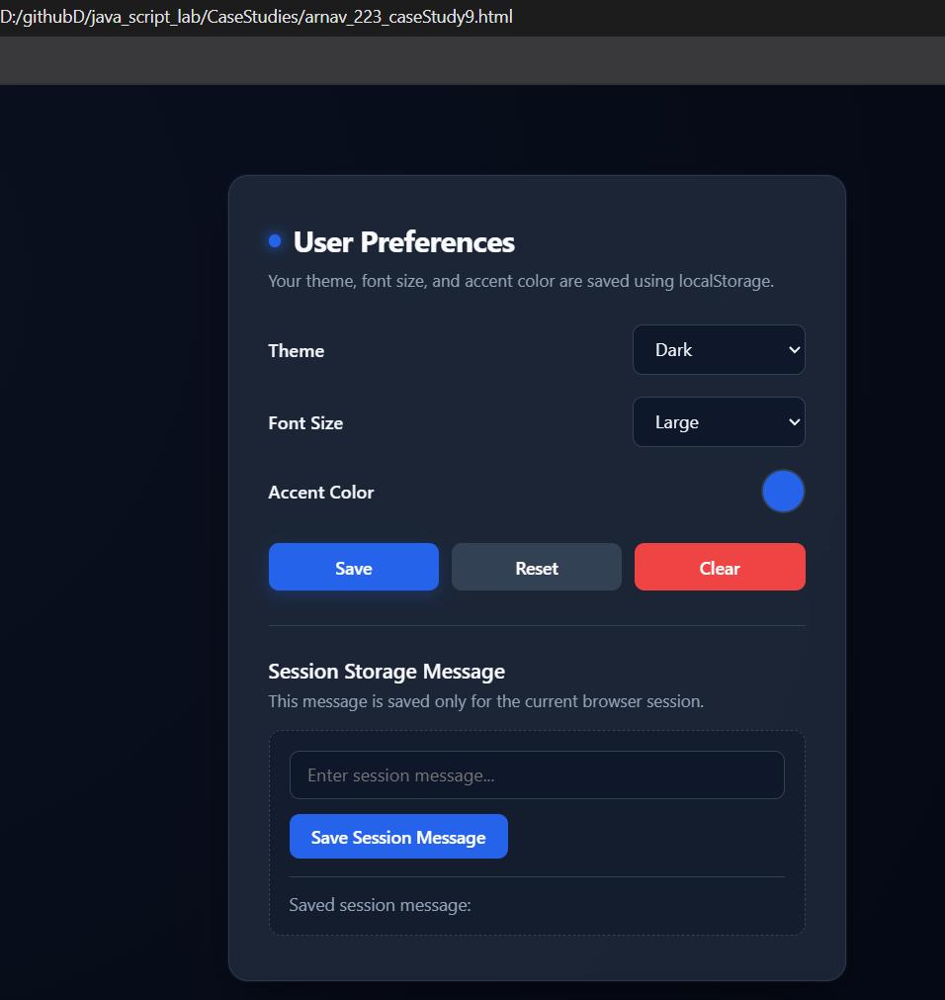 D:/githubD/java_script_lab/CaseStudies/arnav_223_caseStudy9.html
User Preferences
Your theme, font size, and accent color are saved using localStorage.
Theme
Dark
Font Size
Large
Accent Color
Save
Reset
Clear
Session Storage Message
This message is saved only for the current browser session.
Enter session message...
Save Session Message
Saved session message: